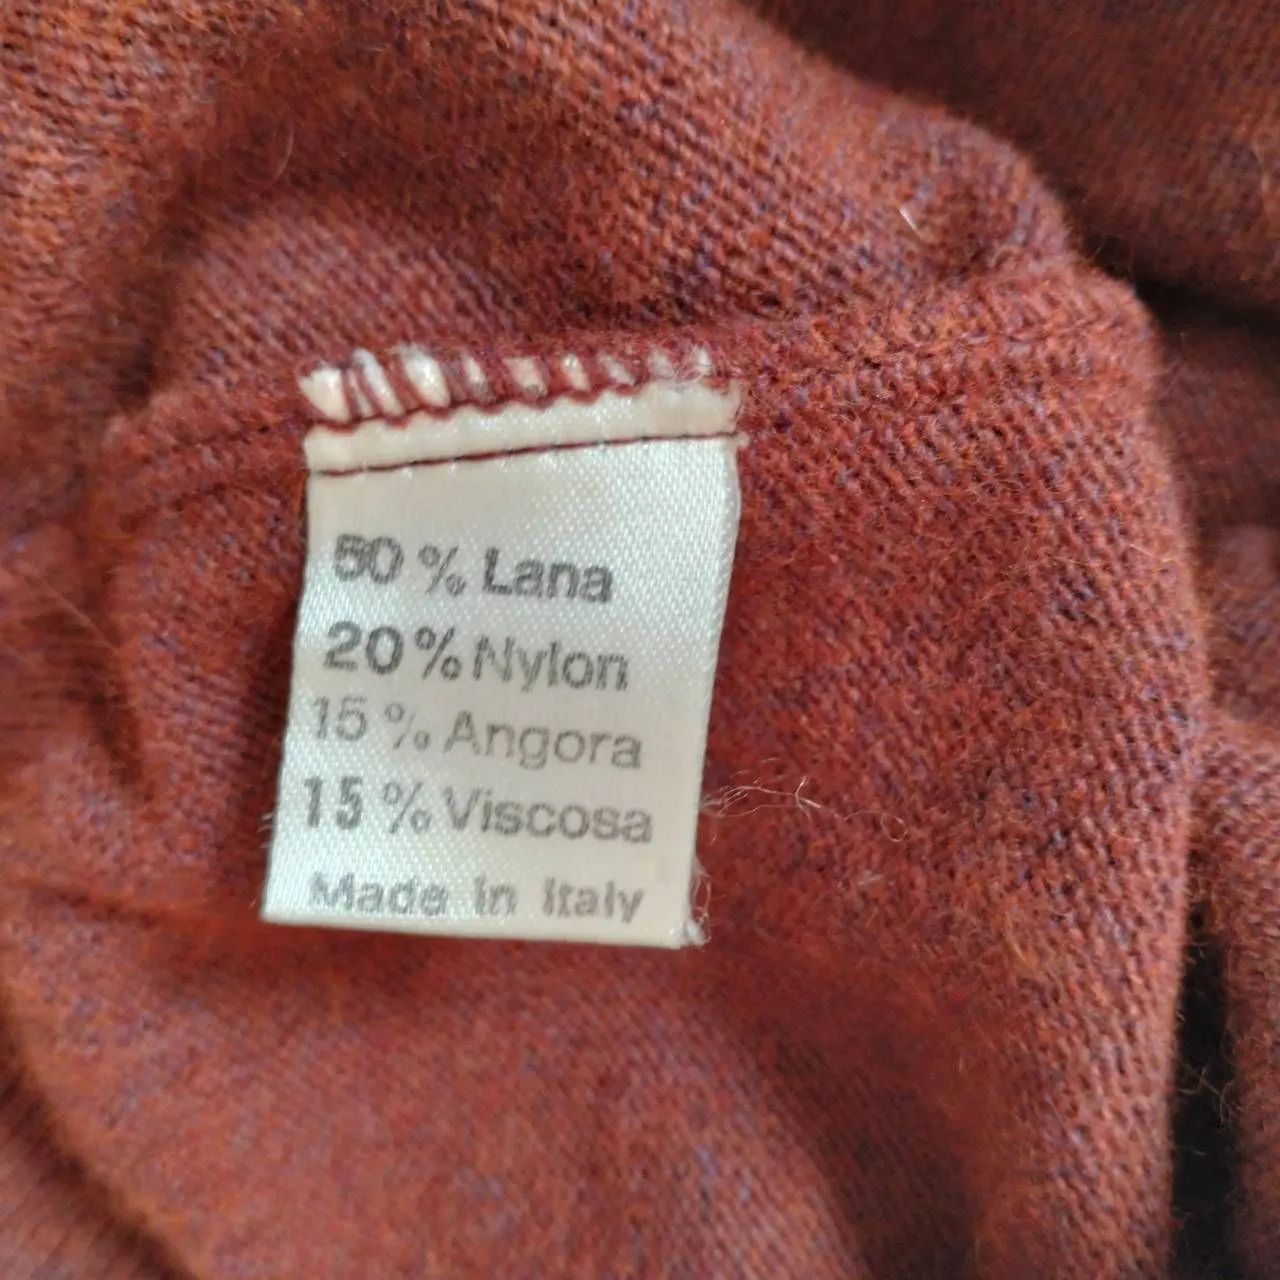 50 % Lana
20% Nylon
15 % Angora
15 % Viscosa
Made in Italy